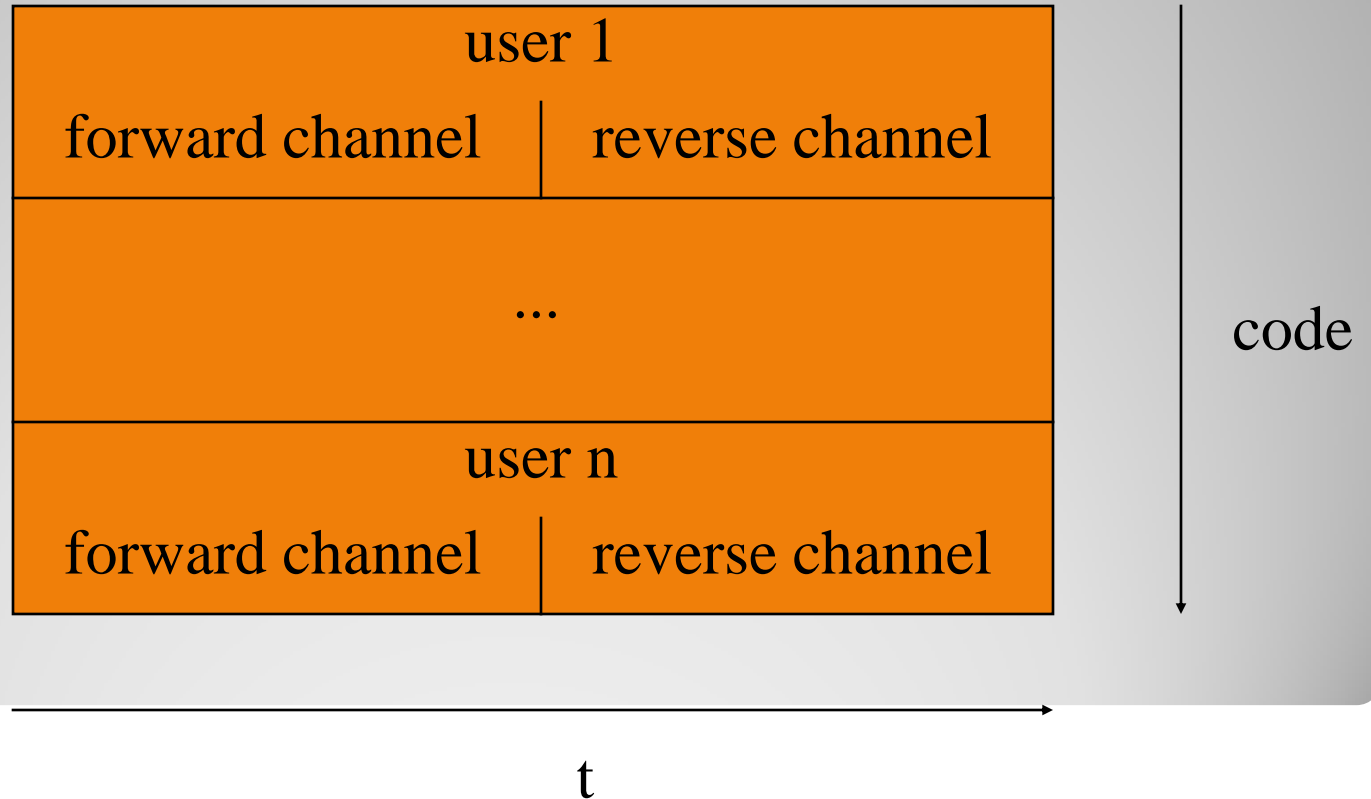 user 1
forward channel reverse channel
...
code
user n
forward channel reverse channel
t